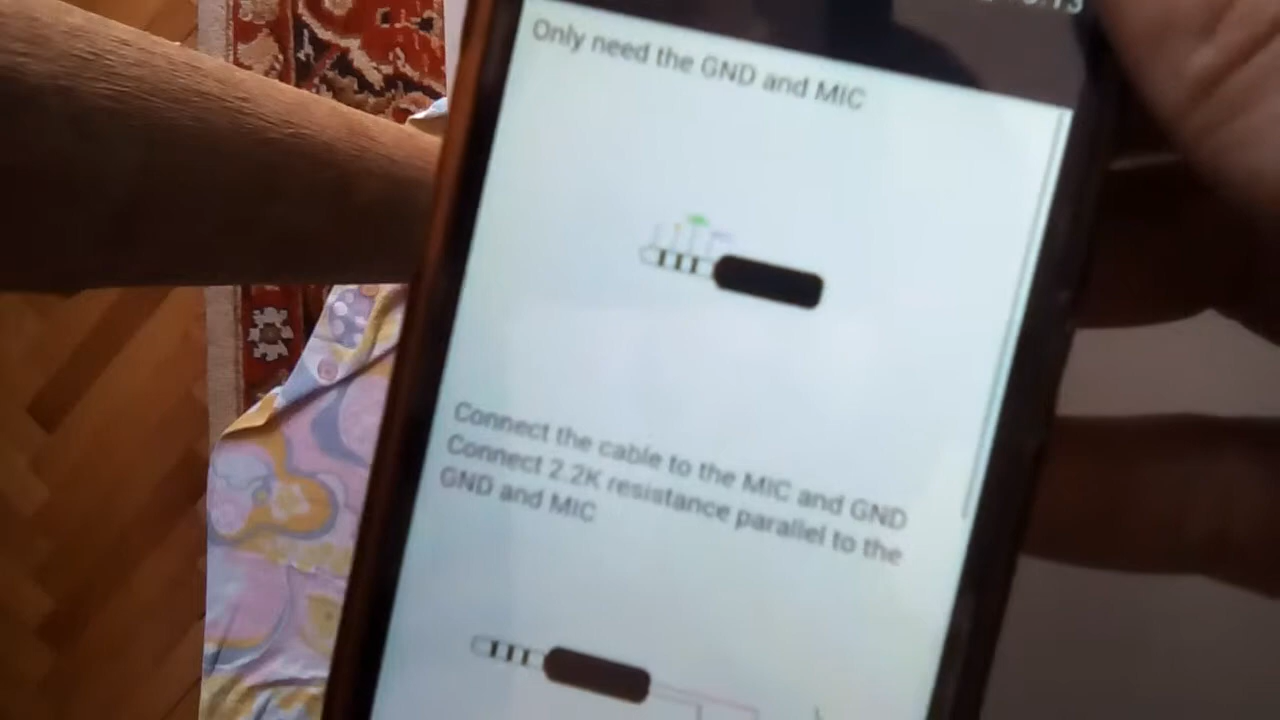 Only need the GND and MIC
Connect the cable to the MIC and GND
Connect 2.2K resistance parallel to the
GND and MIC